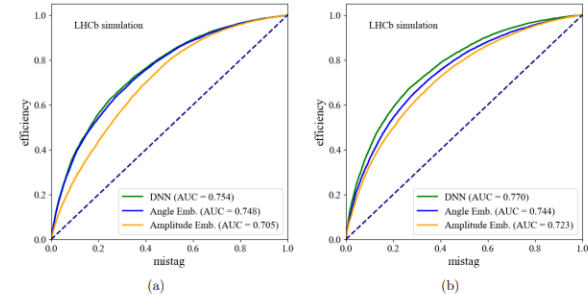 LHCb simulation
efficiency
1.0
0.8
0.6
0.4
0.2
0.0
0.0 0.2 0.4 0.6 0.8 1.0
mistag
DNN (AUC = 0.754)
Angle Emb. (AUC = 0.748)
Amplitude Emb. (AUC = 0.705)
(a)
LHCb simulation
efficiency
1.0
0.8
0.6
0.4
0.2
0.0
0.0 0.2 0.4 0.6 0.8 1.0
mistag
DNN (AUC = 0.770)
Angle Emb. (AUC = 0.744)
Amplitude Emb. (AUC = 0.723)
(b)